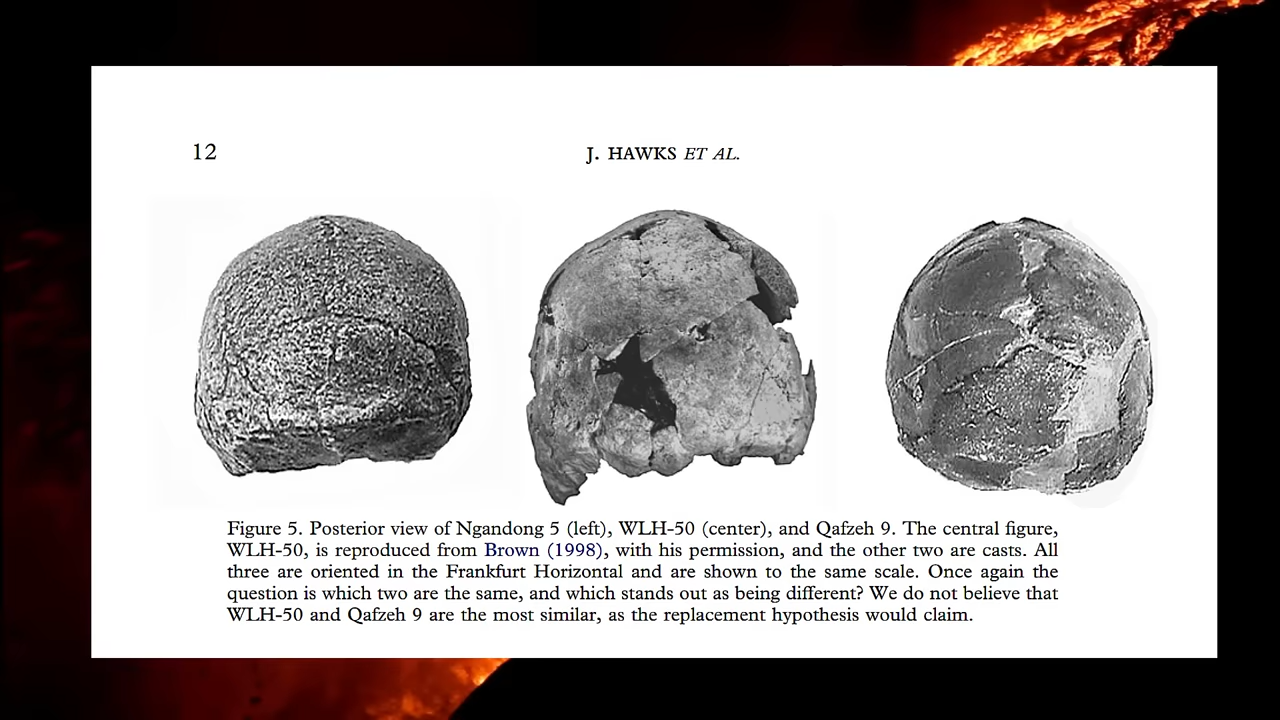 12
J. HAWKS ET AL.
Figure 5. Posterior view of Ngandong 5 (left), WLH-50 (center), and Qafzeh 9. The central figure,
WLH-50, is reproduced from Brown (1998), with his permission, and the other two are casts. All
three are oriented in the Frankfurt Horizontal and are shown to the same scale. Once again the
question is which two are the same, and which stands out as being different? We do not believe that
WLH-50 and Qafzeh 9 are the most similar, as the replacement hypothesis would claim.